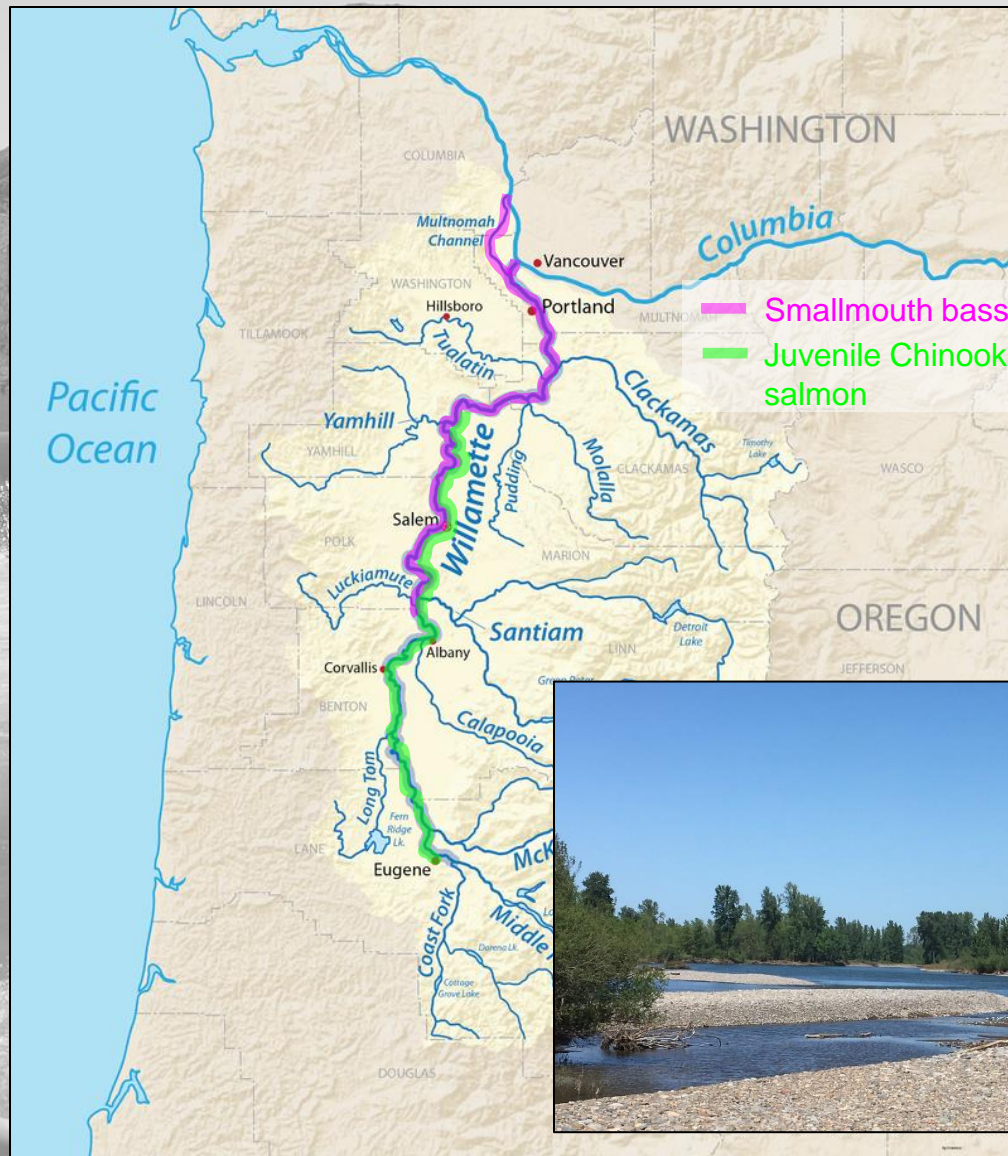 WASHINGTON
COLUMBIA
Multnomah
Channel
Columbia
Vancouver
WASHINGTON
Hillsboro
Portland
MULTNOMAH
Smallmouth bass
Juvenile Chinook
salmon
TILLAMOOK
Tualatin
Clackamas
Pacific
Ocean
Yamhill
YAMHILL
Willamette
Pudding
Molalla
CLACKAMAS
Timothy
Lake
WASCO
Salem
POLK
MARION
LINCOLN
Luckiamute
Santiam
Detroit
Lake
OREGON
Albany
LINN
Corvallis
JEFFERSON
BENTON
Calapooia
Long Tom
Fern
Ridge
Lk.
LANE
McK
Eugene
Coast Fork
Middle
Dorena Lk.
Cottage
Grove Lake
DOUGLAS